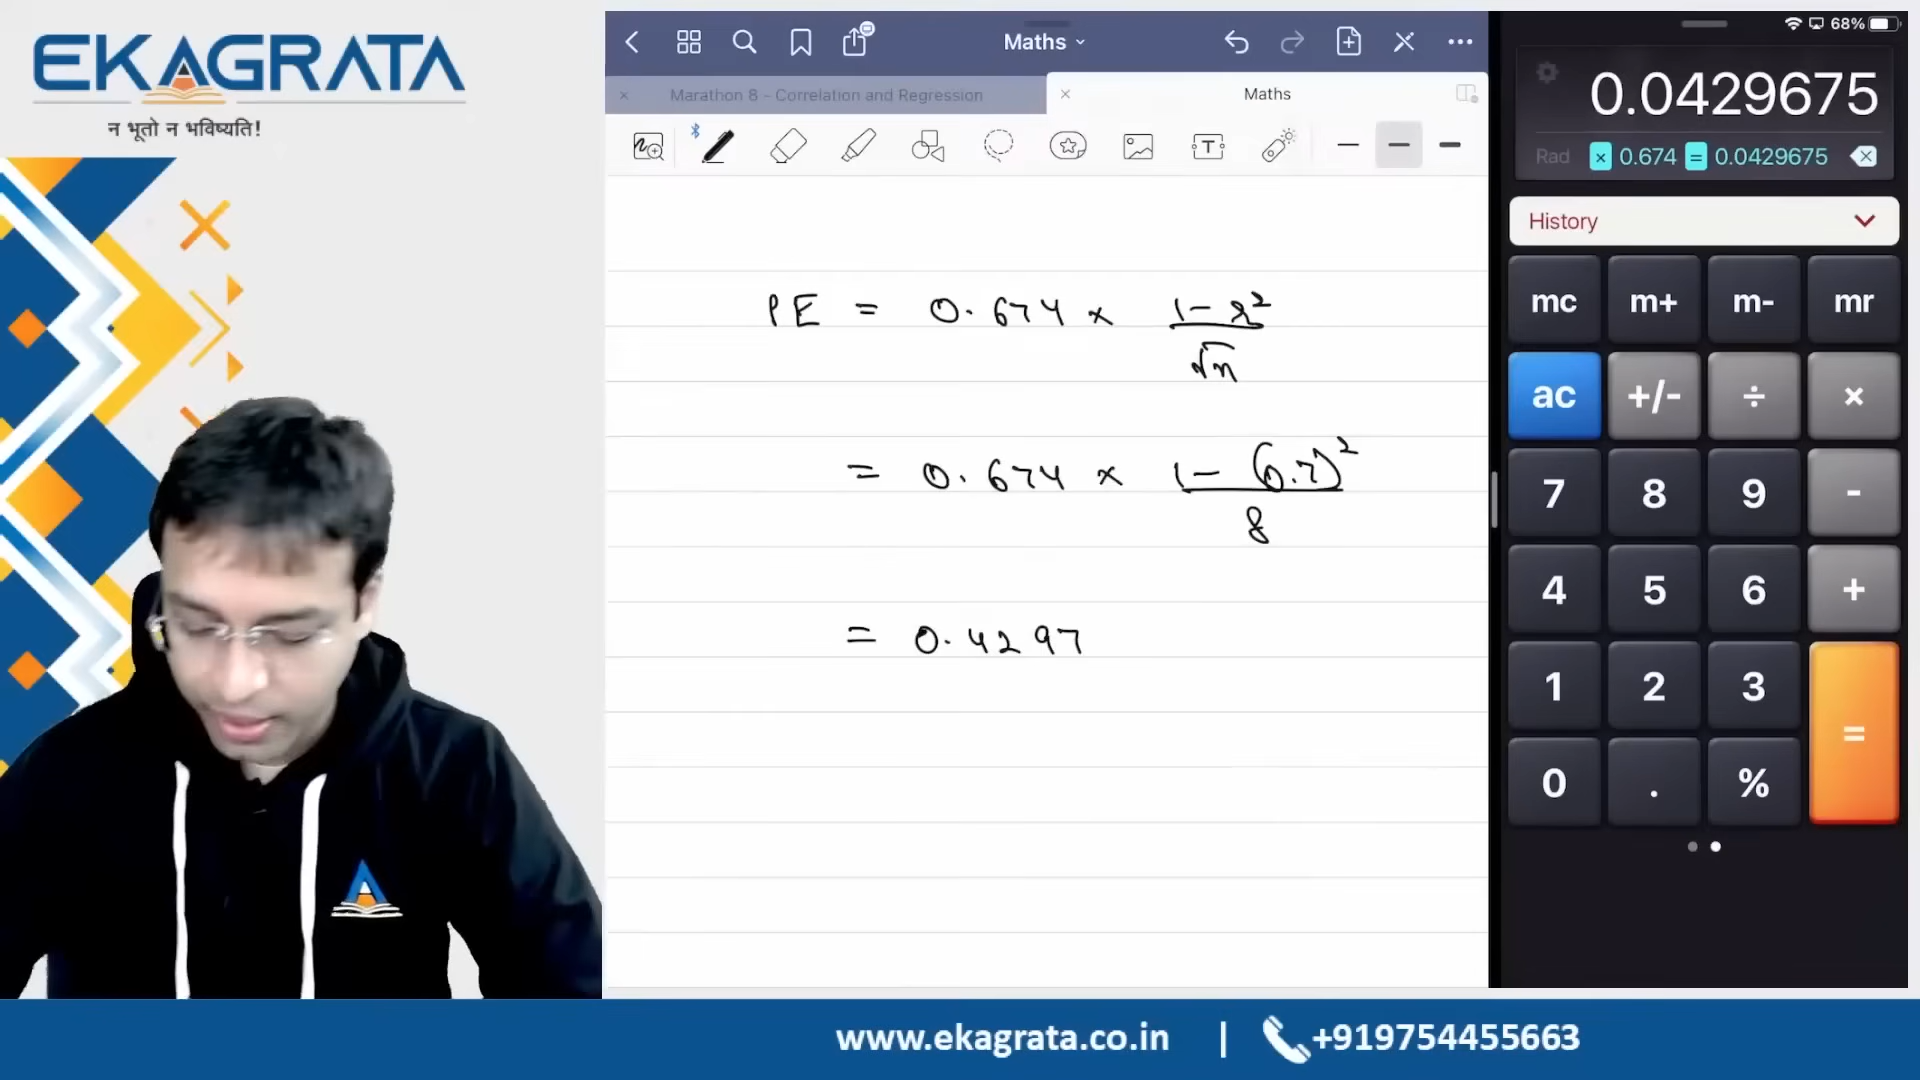 EKAGRATA
न भूतो न भविष्यति!
Maths
Marathon 8 - Correlation and Regression
Maths
T
PE = 0.674 × 1 - r² / √n
= 0.674 × 1 - (0.7)² / 8
= 0.4297
68%
0.0429675
Rad × 0.674 = 0.0429675
History
mc m+ m- mr
ac +/- ÷ ×
7 8 9 -
4 5 6 +
1 2 3 =
0 . %
www.ekagrata.co.in | +919754455663